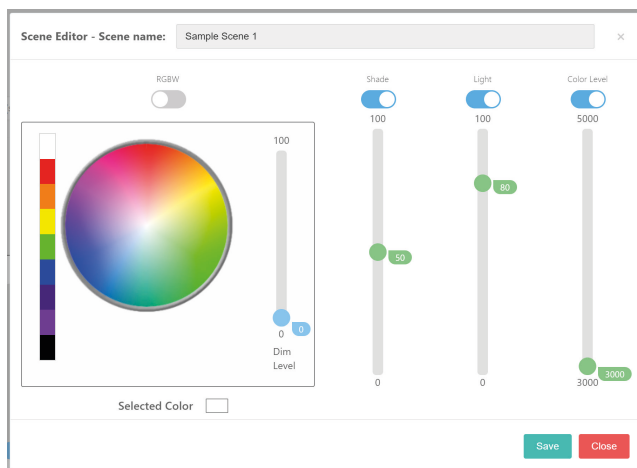 Scene Editor - Scene name: Sample Scene 1 ×
RGBW Shade Light Color Level
100 100 5000
100
80
50
0 0
Dim
Level
3000
0 0 3000
Selected Color
Save Close